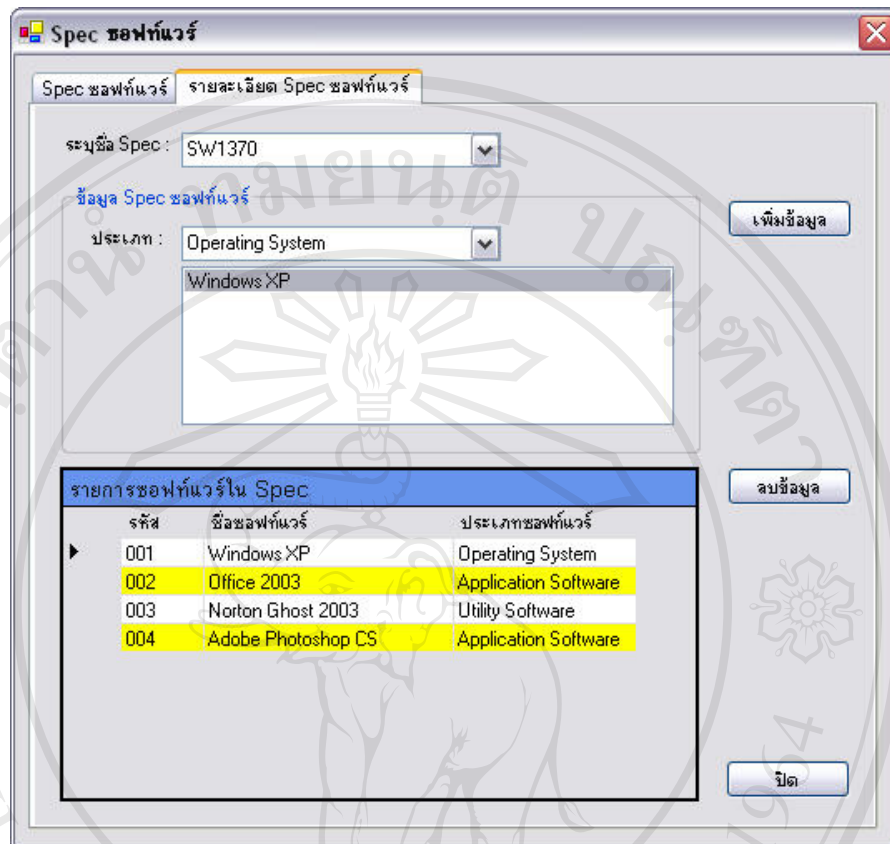 Spec ซอฟท์แวร์
Spec ซอฟท์แวร์ รายละเอียด Spec ซอฟท์แวร์
ระบุชื่อ Spec : SW1370
ข้อมูล Spec ซอฟท์แวร์
เพิ่มข้อมูล
ประเภท : Operating System
Windows XP
รายการซอฟท์แวร์ใน Spec
ลบข้อมูล
รหัส ชื่อซอฟท์แวร์ ประเภทซอฟท์แวร์
001 Windows XP Operating System
002 Office 2003 Application Software
003 Norton Ghost 2003 Utility Software
004 Adobe Photoshop CS Application Software
ปิด
1964